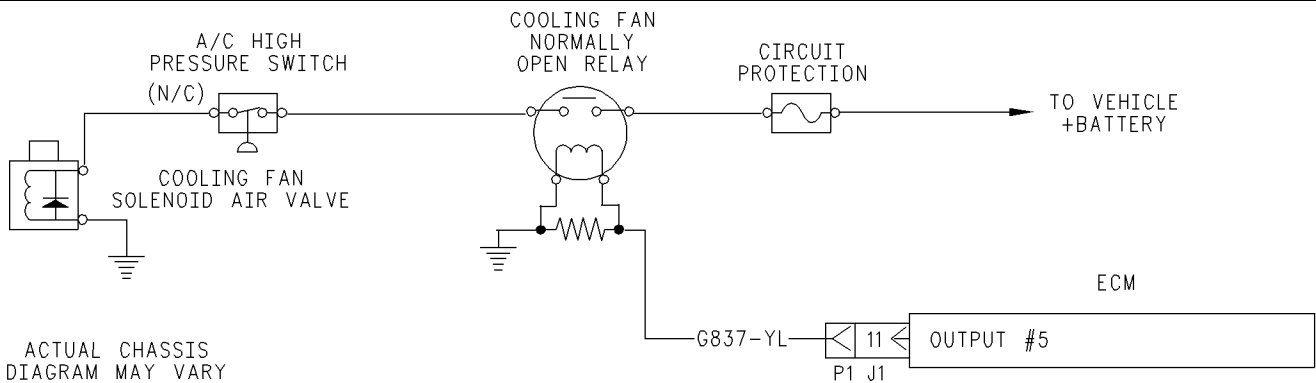 COOLING FAN
NORMALLY
OPEN RELAY
A/C HIGH
PRESSURE SWITCH
(N/C)
CIRCUIT
PROTECTION
TO VEHICLE
+BATTERY
COOLING FAN
SOLENOID AIR VALVE
ECM
G837-YL
11
OUTPUT #5
P1 J1
ACTUAL CHASSIS
DIAGRAM MAY VARY